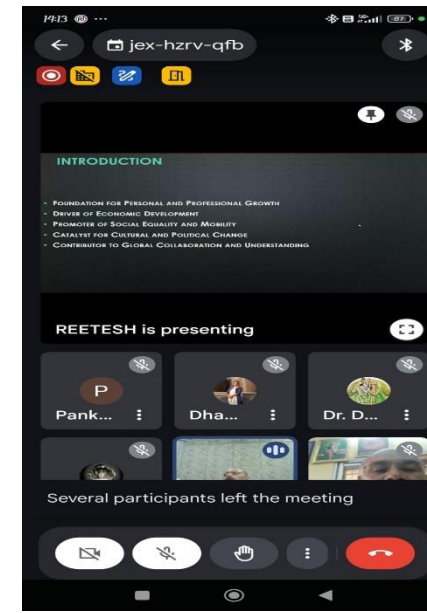 14:13
jex-hzrv-qfb
INTRODUCTION
• FOUNDATION FOR PERSONAL AND PROFESSIONAL GROWTH
• DRIVER OF ECONOMIC DEVELOPMENT
• PROMOTER OF SOCIAL EQUALITY AND MOBILITY
• CATALYST FOR CULTURAL AND POLITICAL CHANGE
• CONTRIBUTOR TO GLOBAL COLLABORATION AND UNDERSTANDING
REETESH is presenting
P
Pank...
Dha...
Dr. D...
Several participants left the meeting